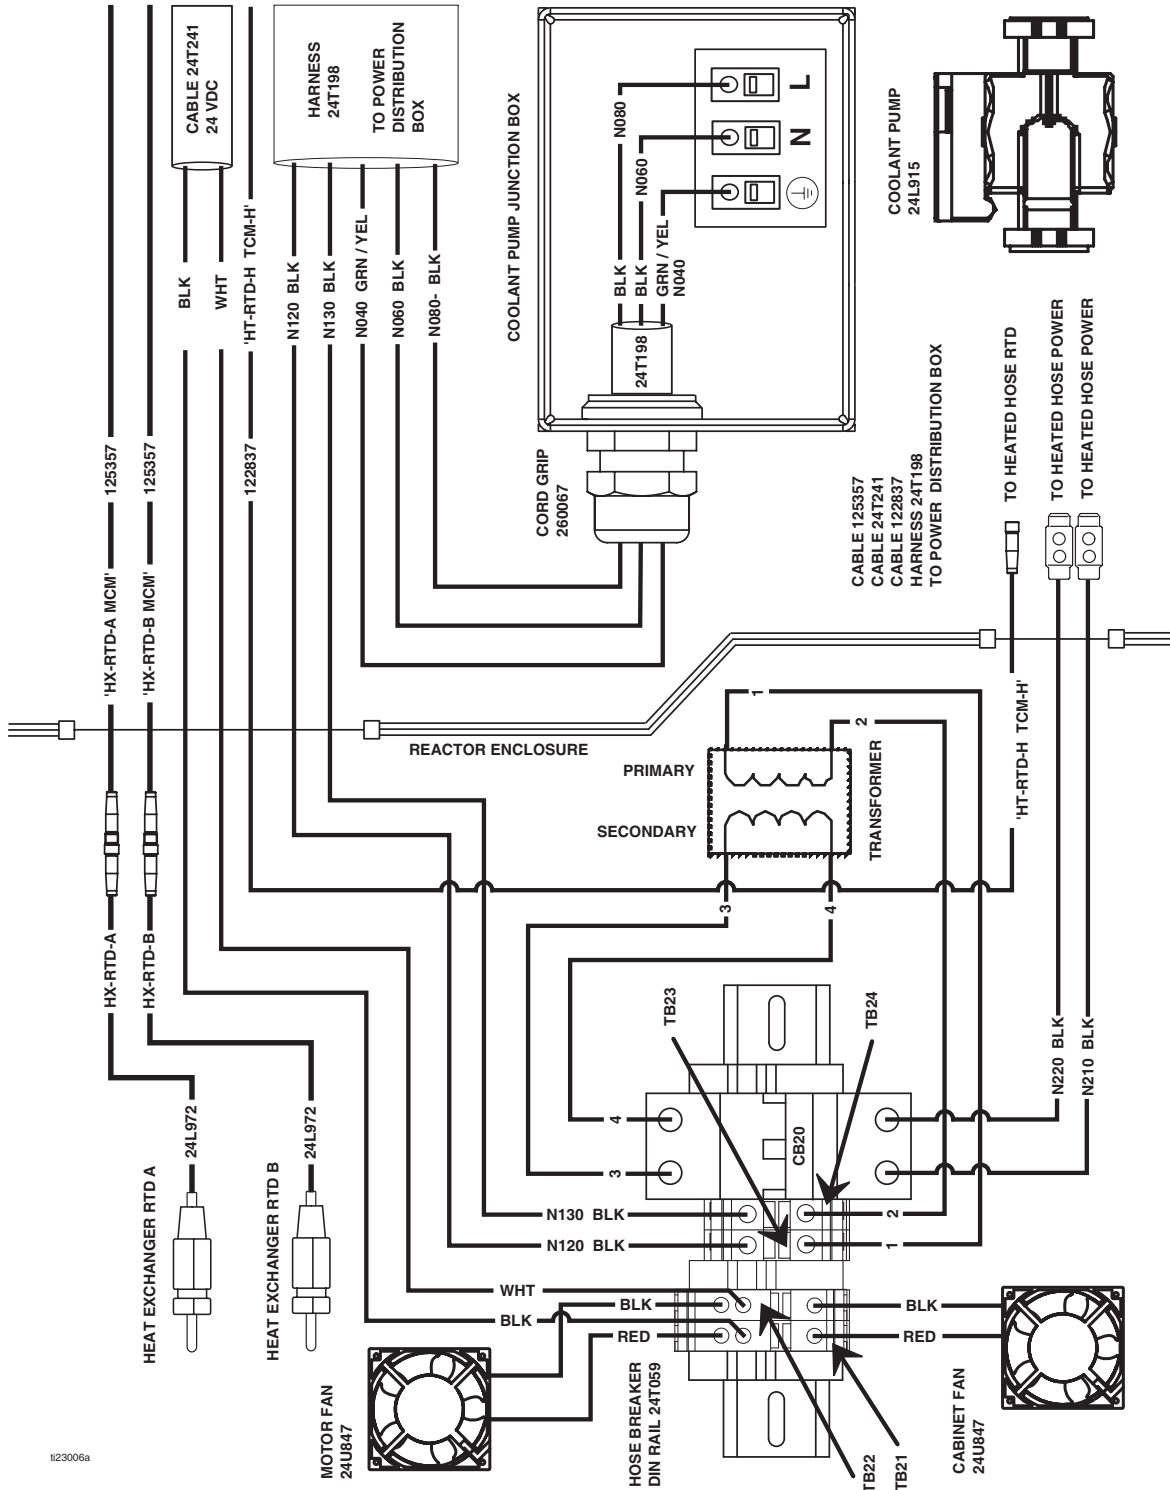 CABLE 24T241
24 VDC
HARNESS
24T198
TO POWER
DISTRIBUTION
BOX
BLK
WHT
'HT-RTD-H TCM-H'
N120 BLK
N130 BLK
N040 GRN / YEL
N060 BLK
N080- BLK
COOLANT PUMP JUNCTION BOX
N080
N060
L
N
BLK
BLK
GRN / YEL
N040
24T198
COOLANT PUMP
24L915
125357
125357
122837
'HX-RTD-A MCM'
'HX-RTD-B MCM'
CORD GRIP
260067
CABLE 125357
CABLE 24T241
CABLE 122837
HARNESS 24T198
TO POWER DISTRIBUTION BOX
TO HEATED HOSE RTD
TO HEATED HOSE POWER
TO HEATED HOSE POWER
REACTOR ENCLOSURE
1
2
PRIMARY
SECONDARY
TRANSFORMER
'HT-RTD-H TCM-H'
3
4
HX-RTD-A
HX-RTD-B
TB23
TB24
N220 BLK
N210 BLK
24L972
24L972
4
3
CB20
HEAT EXCHANGER RTD A
HEAT EXCHANGER RTD B
N130 BLK
N120 BLK
2
1
WHT
BLK
BLK
RED
BLK
RED
MOTOR FAN
24U847
HOSE BREAKER
DIN RAIL 24T059
TB22
TB21
CABINET FAN
24U847
ti23006a